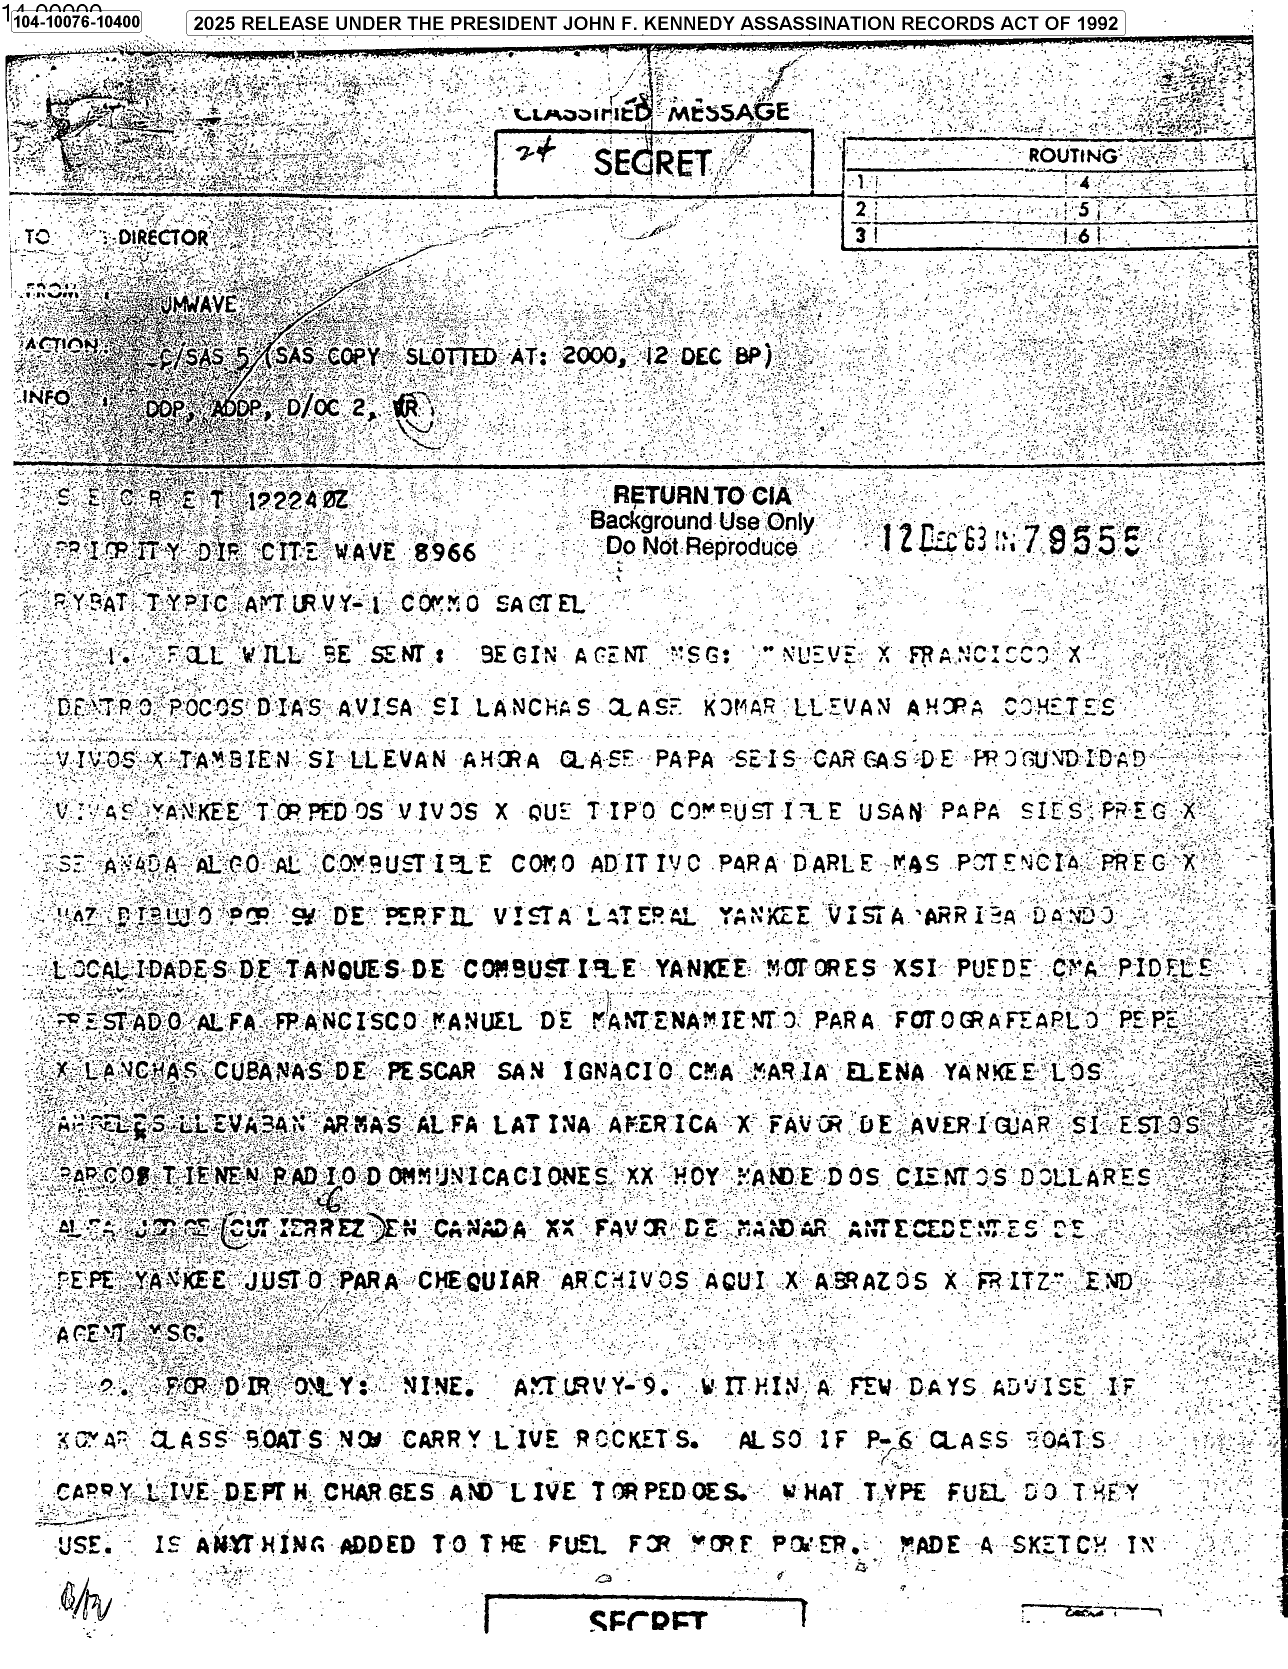 14-00000
104-10076-10400
2025 RELEASE UNDER THE PRESIDENT JOHN F. KENNEDY ASSASSINATION RECORDS ACT OF 1992
CLASSIFIED MESSAGE
24 SECRET
ROUTING
1 4
2 5
3 6
TO : DIRECTOR
FROM : JMWAVE
ACTION: C/SAS 5 (SAS COPY SLOTTED AT: 2000, 12 DEC BP)
INFO : DDP, ADDP, D/OC 2, VR
S E C R E T 122240Z
RETURN TO CIA
Background Use Only
Do Not Reproduce
12 DEC 63 IN 79555
PRIORITY DIR CITE WAVE 8966
RYBAT TYPIC AMTURVY-1 COMMO SAGTEL
1. FOLL WILL BE SENT: BEGIN AGENT MSG: "NUEVE X FRANCISCO X
DENTRO POCOS DIAS AVISA SI LANCHAS CLASE KOMAR LLEVAN AHORA COHETES
VIVOS X TAMBIEN SI LLEVAN AHORA CLASE PAPA SEIS CARGAS DE PROGUNDIDAD
VIVAS YANKEE TORPEDOS VIVOS X QUE TIPO COMBUSTIBLE USAN PAPA SIES PREG X
SE ANADA ALGO AL COMBUSTIBLE COMO ADITIVO PARA DARLE MAS POTENCIA PREG X
HAZ DIBUJO POR SW DE PERFIL VISTA LATERAL YANKEE VISTA ARRIBA DANDO
LOCALIDADES DE TANQUES DE COMBUSTIBLE YANKEE MOTORES XSI PUEDE CMA PIDELE
PRESTADO ALFA FRANCISCO MANUEL DE MANTENAMIENTO PARA FOTOGRAFEARLO PEPE
X LANCHAS CUBANAS DE PESCAR SAN IGNACIO CMA MARIA ELENA YANKEE LOS
ANGELES LLEVABAN ARMAS ALFA LATINA AMERICA X FAVOR DE AVERIGUAR SI ESTOS
BARCOS TIENEN RADIO DOMMUNICACIONES XX HOY MANDE DOS CIENTOS DOLLARES
6
ALFA JORGE (GUTIERREZ) EN CANADA XX FAVOR DE MANDAR ANTECEDENTES DE
PEPE YANKEE JUSTO PARA CHEQUIAR ARCHIVOS AQUI X ABRAZOS X FRITZ" END
AGENT MSG.
2. FOR DIR ONLY: NINE. AMTURVY-9. WITHIN A FEW DAYS ADVISE IF
KOMAR CLASS BOATS NOW CARRY LIVE ROCKETS. ALSO IF P-6 CLASS BOATS
CARRY LIVE DEPTH CHARGES AND LIVE TORPEDOES. WHAT TYPE FUEL DO THEY
USE. IS ANYTHING ADDED TO THE FUEL FOR MORE POWER. MADE A SKETCH IN
SECRET